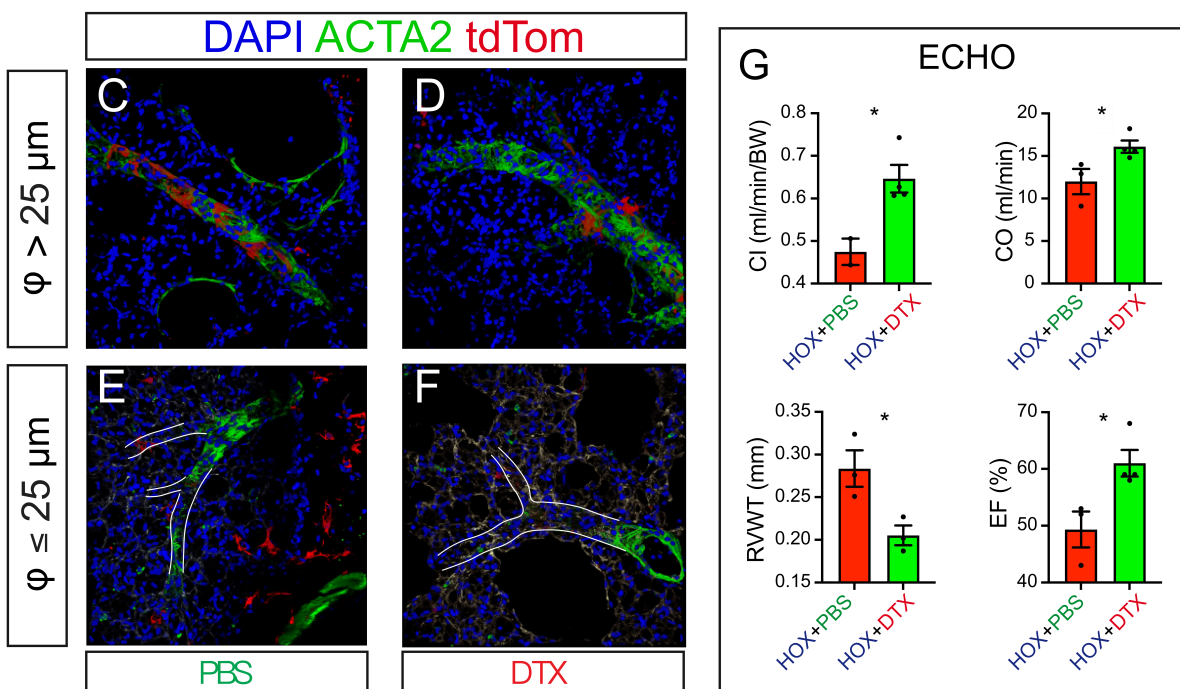 DAPI ACTA2 tdTom
φ > 25 µm
C
D
φ ≤ 25 µm
E
F
PBS
DTX
G
ECHO
CI (ml/min/BW)
0.8
0.7
0.6
0.5
0.4
*
HOX+PBS
HOX+DTX
CO (ml/min)
20
15
10
5
0
*
HOX+PBS
HOX+DTX
RVWT (mm)
0.35
0.30
0.25
0.20
0.15
*
HOX+PBS
HOX+DTX
EF (%)
70
60
50
40
*
HOX+PBS
HOX+DTX